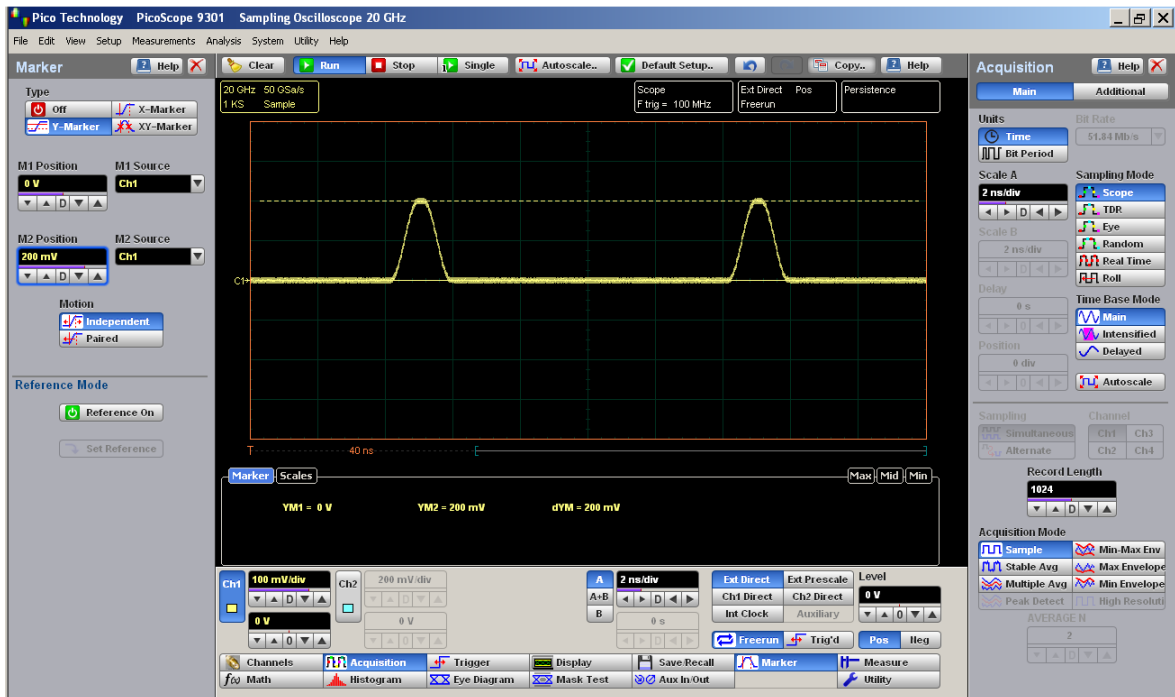 Pico Technology PicoScope 9301 Sampling Oscilloscope 20 GHz
File Edit View Setup Measurements Analysis System Utility Help
Marker Help
Type
Off X-Marker
Y-Marker XY-Marker
M1 Position M1 Source
0 V Ch1
D
M2 Position M2 Source
200 mV Ch1
D
Motion
Independent
Paired
Reference Mode
Reference On
Set Reference
Clear Run Stop Single Autoscale.. Default Setup.. Copy.. Help
20 GHz 50 GSa/s
1 KS Sample
Scope
F trig = 100 MHz
Ext Direct Pos
Freerun
Persistence
C1
T 40 ns
Marker Scales Max Mid Min
YM1 = 0 V YM2 = 200 mV dYM = 200 mV
Ch1 100 mV/div Ch2 200 mV/div
D D
0 V 0 V
0 0
A 2 ns/div
A+B D
B 0 s
D
Ext Direct Ext Prescale Level
Ch1 Direct Ch2 Direct 0 V
Int Clock Auxiliary 0
Freerun Trig'd Pos Neg
Channels Acquisition Trigger Display Save/Recall Marker Measure
f(x) Math Histogram Eye Diagram Mask Test Aux In/Out Utility
Acquisition Help
Main Additional
Units Bit Rate
Time 51.84 Mb/s
Bit Period
Scale A Sampling Mode
2 ns/div Scope
D TDR
Scale B Eye
2 ns/div Random
D Real Time
Delay Roll
0 s Time Base Mode
0 Main
Position Intensified
0 div Delayed
0 Autoscale
Sampling Channel
Simultaneous Ch1 Ch3
Alternate Ch2 Ch4
Record Length
1024
D
Acquisition Mode
Sample Min-Max Env
Stable Avg Max Envelope
Multiple Avg Min Envelope
Peak Detect High Resoluti
AVERAGE N
2
D